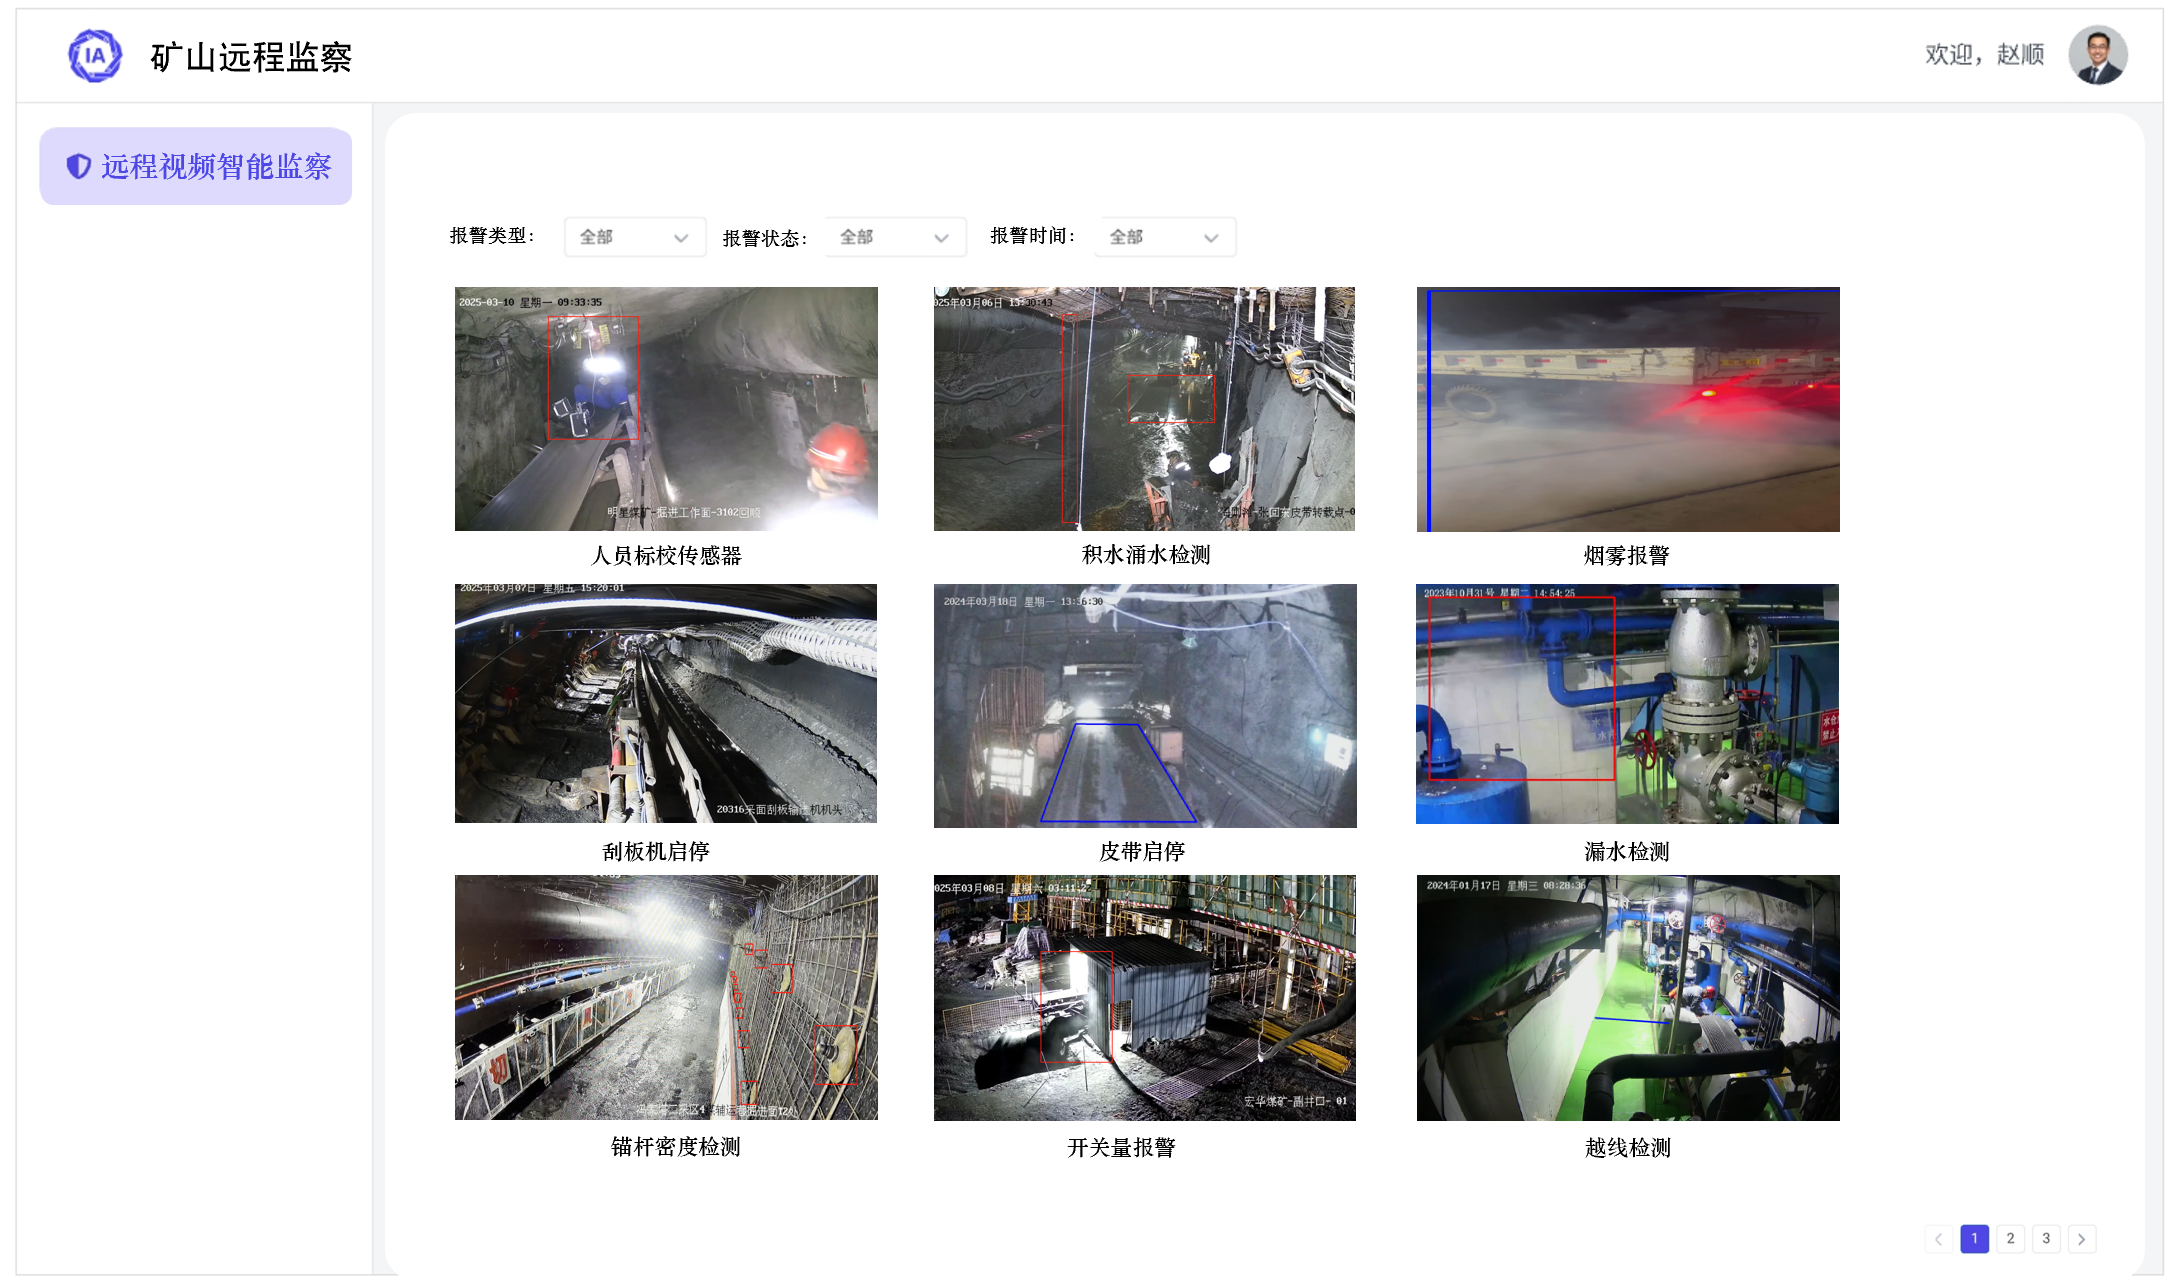 IA
矿山远程监察
欢迎，赵顺
远程视频智能监察
报警类型： 全部
报警状态： 全部
报警时间： 全部
2025-03-10 星期一 09:33:35
明星煤矿-掘进工作面-3102回顺
人员标校传感器
025年03月06日 13:30:43
张回东皮带转载点-0
积水涌水检测
烟雾报警
2025年03月07日 星期五 15:20:01
20316采面刮板输送机机头
刮板机启停
2024年03月18日 星期一 13:36:30
皮带启停
2023年10月31号 星期二 14:54:25
漏水检测
锚杆密度检测
025年03月08日 星期六 03:11:2
宏华煤矿-副井口- 01
开关量报警
2024年01月17日 星期三 08:28:36
越线检测
1 2 3